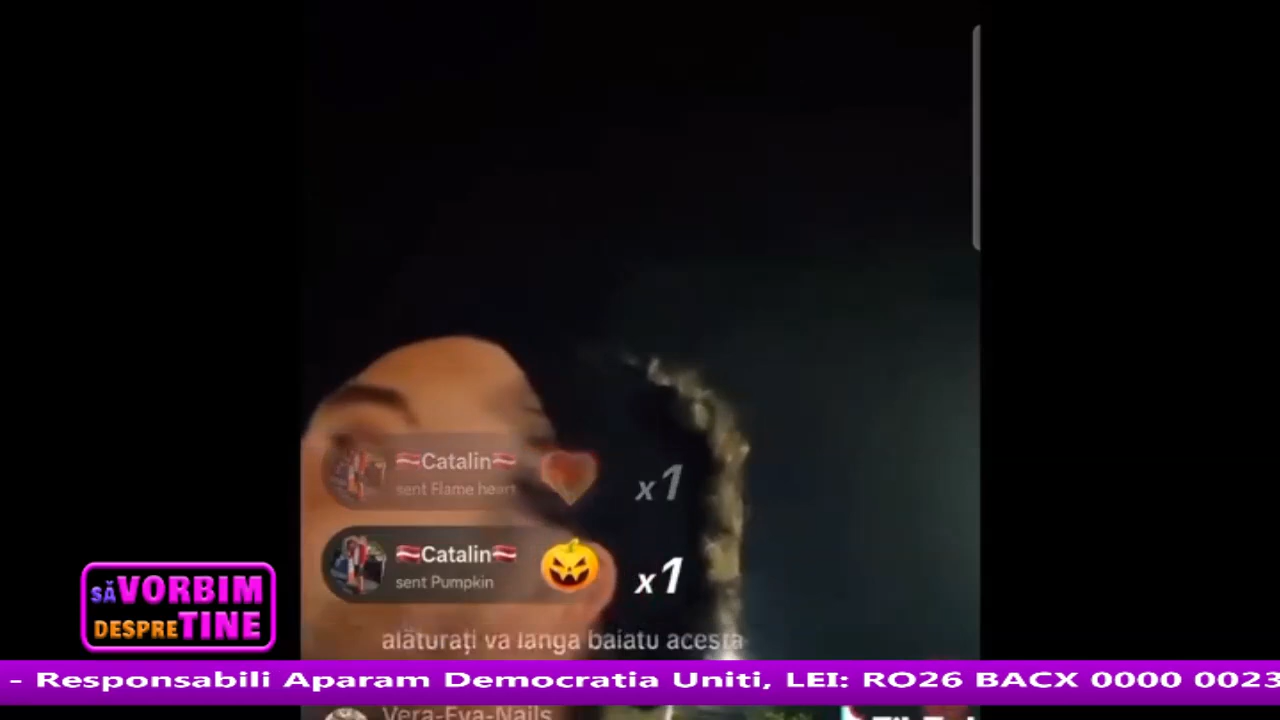 Catalin
sent Flame heart
x1
Catalin
sent Pumpkin
x1
alăturați va langa baiatu acesta
SĂ VORBIM
DESPRE TINE
- Responsabili Aparam Democratia Uniti, LEI: RO26 BACX 0000 0023
Vera-Eva-Nails